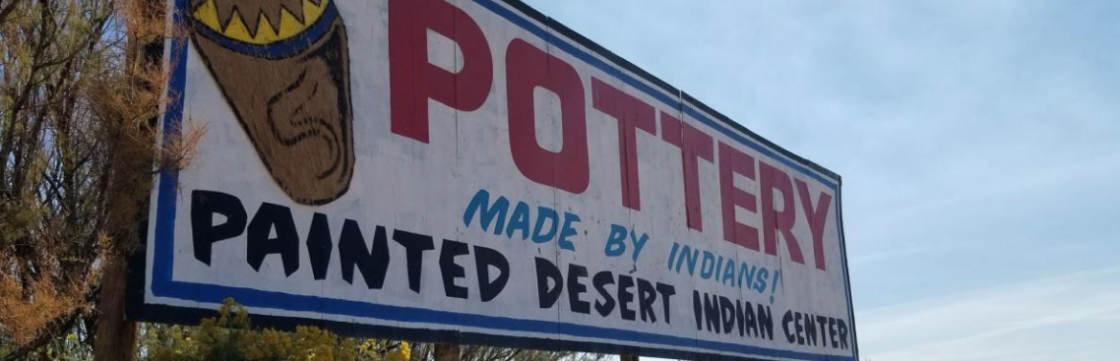 POTTERY
MADE BY INDIANS!
PAINTED DESERT INDIAN CENTER